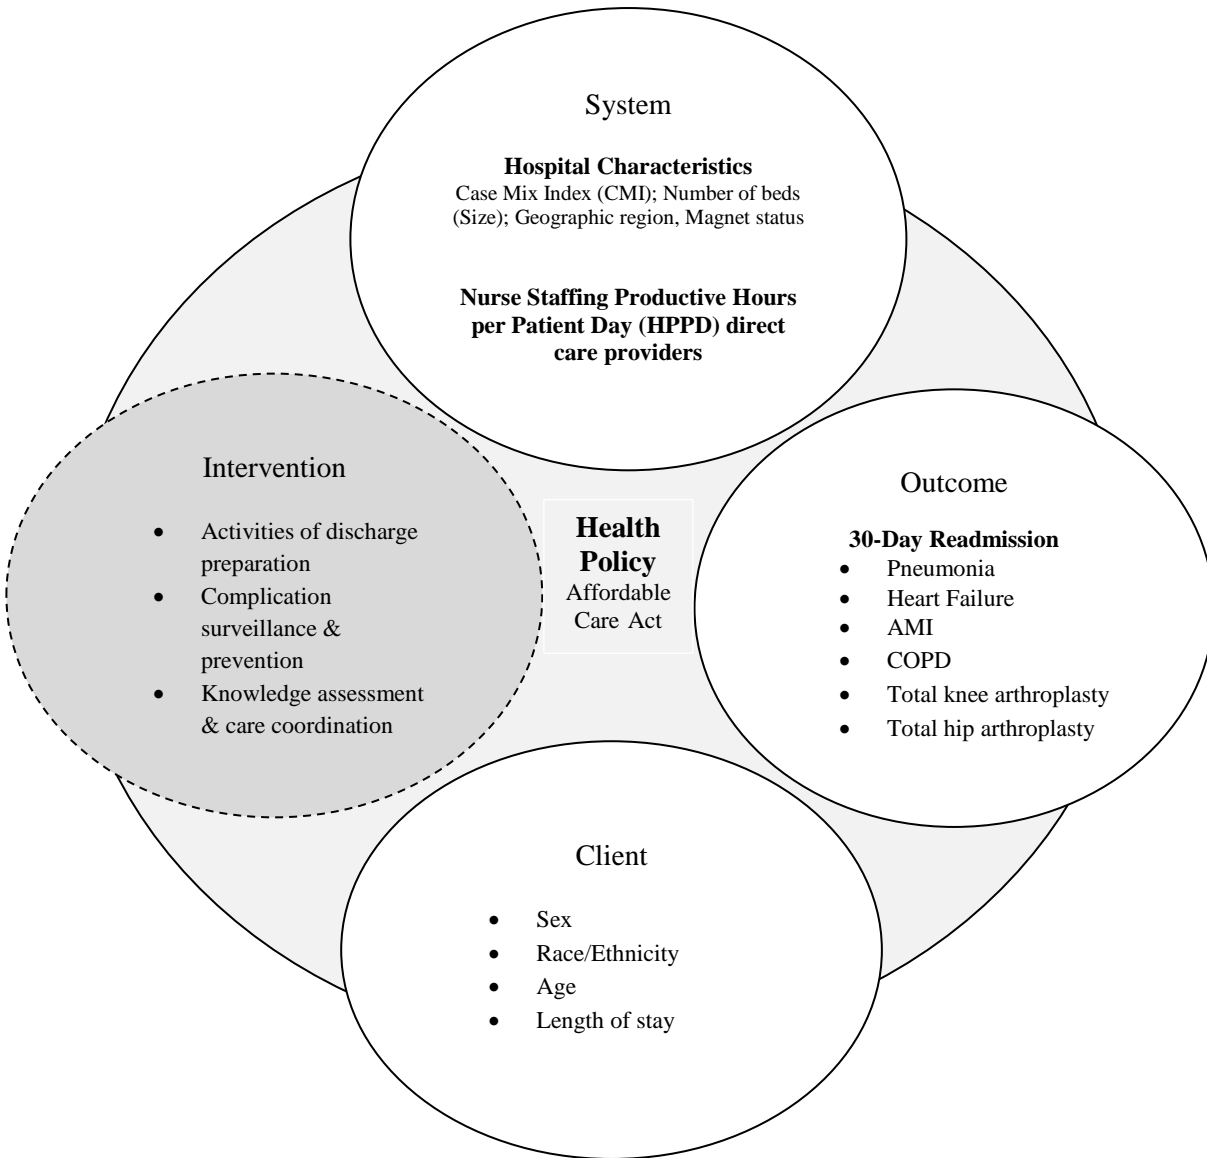 System
Hospital Characteristics
Case Mix Index (CMI); Number of beds
(Size); Geographic region, Magnet status
Nurse Staffing Productive Hours
per Patient Day (HPPD) direct
care providers
Intervention
• Activities of discharge
preparation
• Complication
surveillance &
prevention
• Knowledge assessment
& care coordination
Health
Policy
Affordable
Care Act
Outcome
30-Day Readmission
• Pneumonia
• Heart Failure
• AMI
• COPD
• Total knee arthroplasty
• Total hip arthroplasty
Client
• Sex
• Race/Ethnicity
• Age
• Length of stay